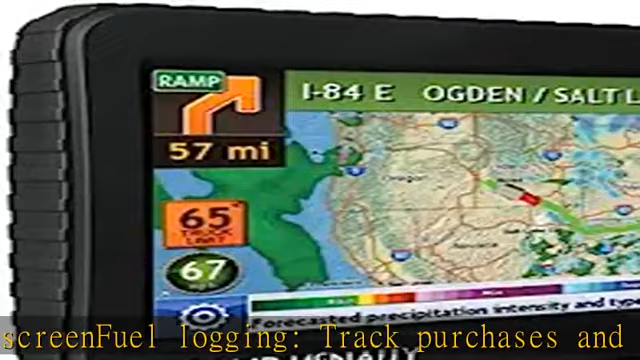 RAMP
I-84 E OGDEN / SALT L
57 mi
65
TRUCK
LIMIT
67
Forecasted precipitation intensity and typ
screenFuel logging: Track purchases and
McNALLY